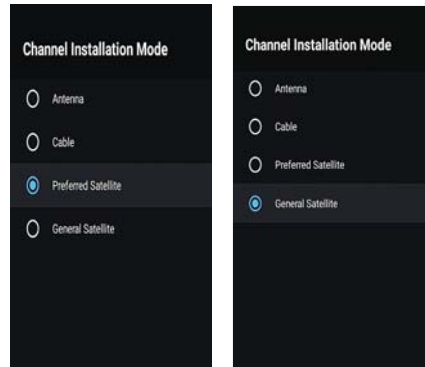 Channel Installation Mode
Antenna
Cable
Preferred Satellite
General Satellite
Channel Installation Mode
Antenna
Cable
Preferred Satellite
General Satellite